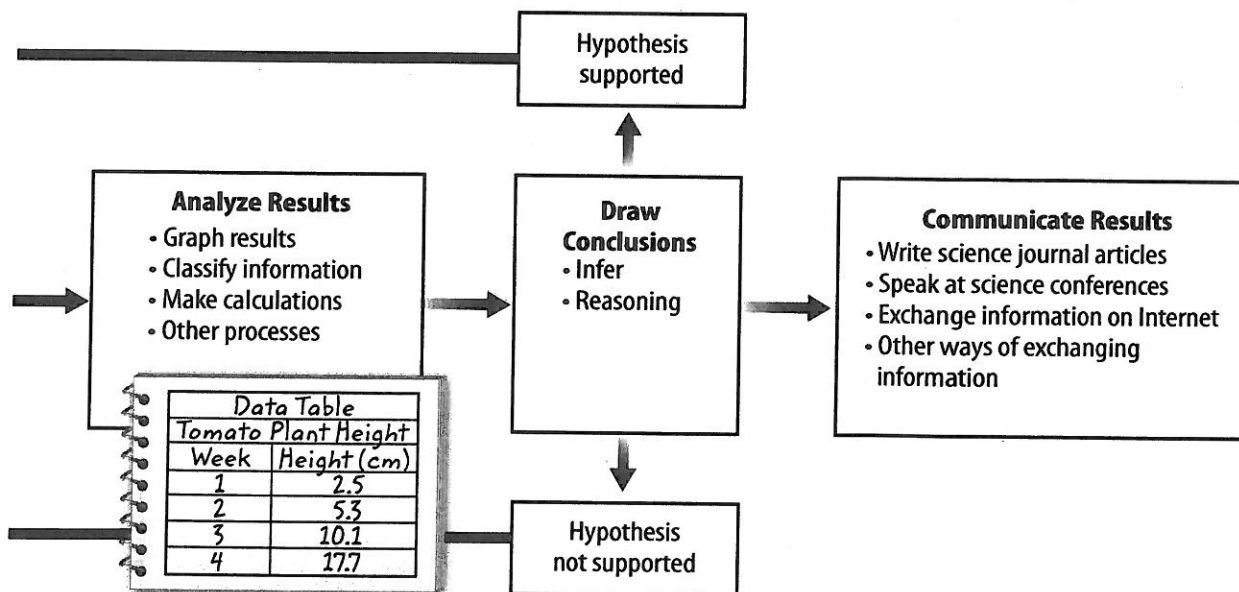 Hypothesis
supported
Analyze Results
• Graph results
• Classify information
• Make calculations
• Other processes
Draw
Conclusions
• Infer
• Reasoning
Communicate Results
• Write science journal articles
• Speak at science conferences
• Exchange information on Internet
• Other ways of exchanging
information
Data Table
Tomato Plant Height
Week Height (cm)
1 2.5
2 5.3
3 10.1
4 17.7
Hypothesis
not supported